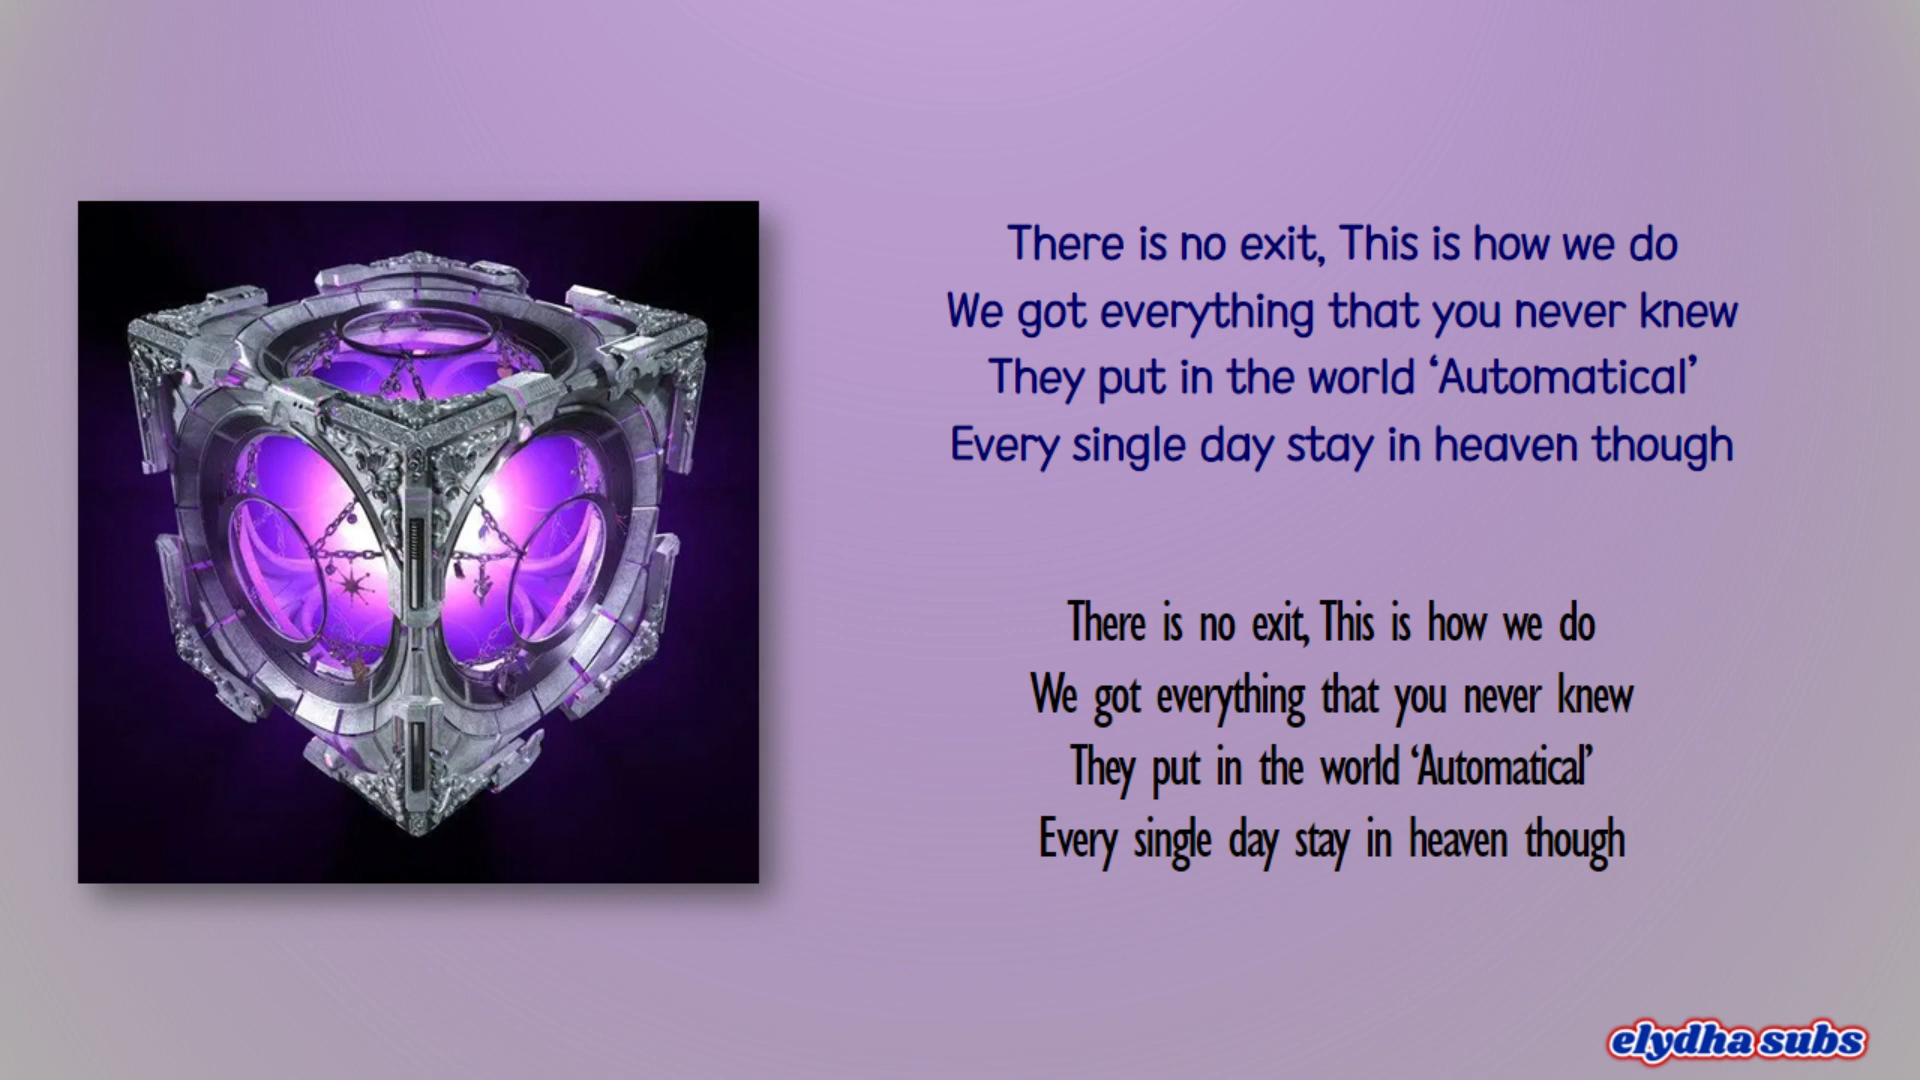 There is no exit, This is how we do
We got everything that you never knew
They put in the world ‘Automatical’
Every single day stay in heaven though
There is no exit, This is how we do
We got everything that you never knew
They put in the world ‘Automatical’
Every single day stay in heaven though
elydha subs